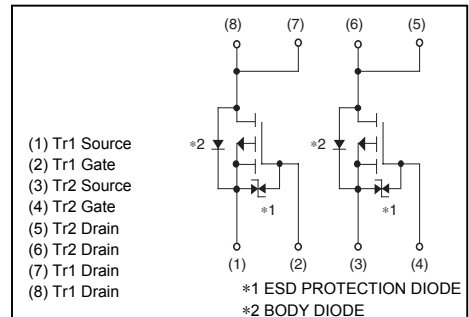 (8) (7) (6) (5)
*2 *2
(1) Tr1 Source
(2) Tr1 Gate
(3) Tr2 Source
(4) Tr2 Gate
(5) Tr2 Drain
(6) Tr2 Drain
(7) Tr1 Drain
(8) Tr1 Drain
*1 *1
(1) (2) (3) (4)
*1 ESD PROTECTION DIODE
*2 BODY DIODE